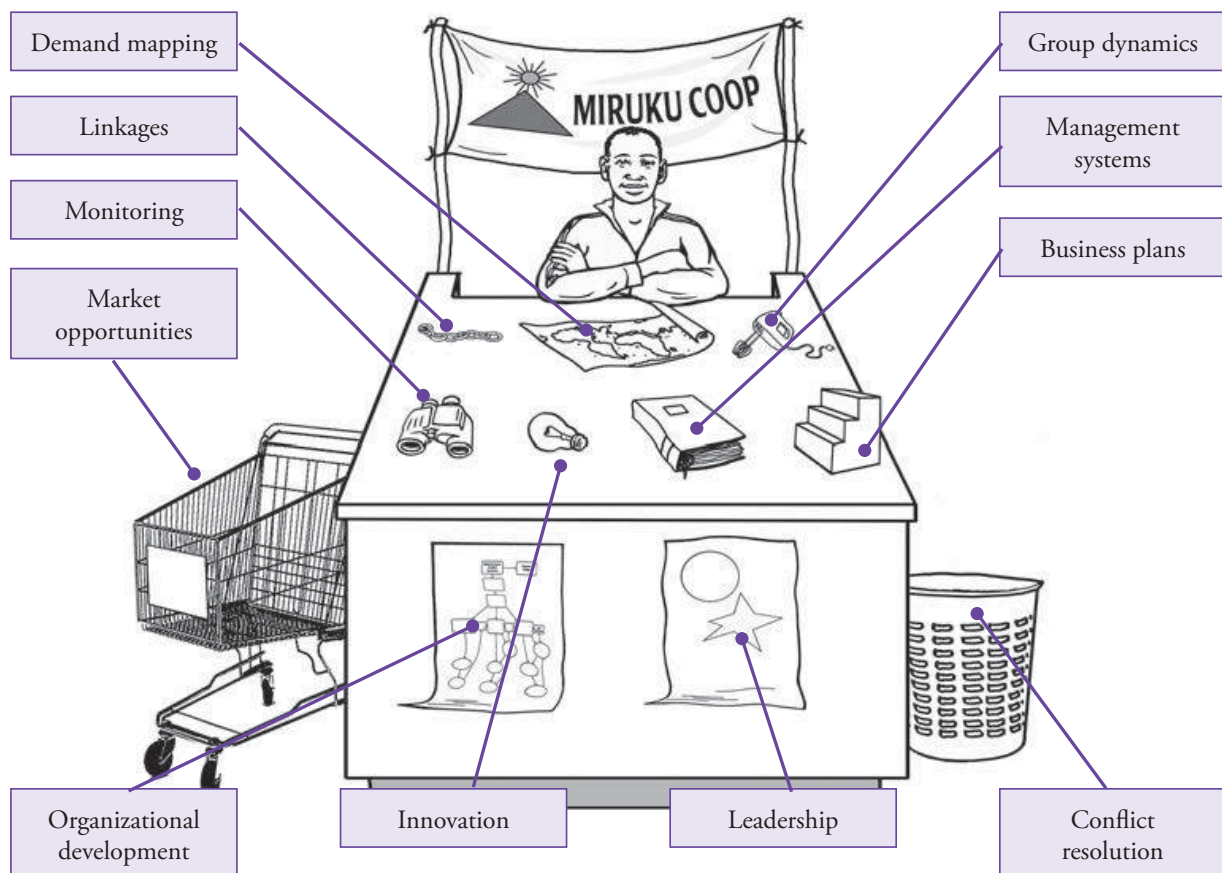 Demand mapping
Linkages
Monitoring
Market
opportunities
MIRUKU COOP
Group dynamics
Management
systems
Business plans
Organizational
development
Innovation
Leadership
Conflict
resolution